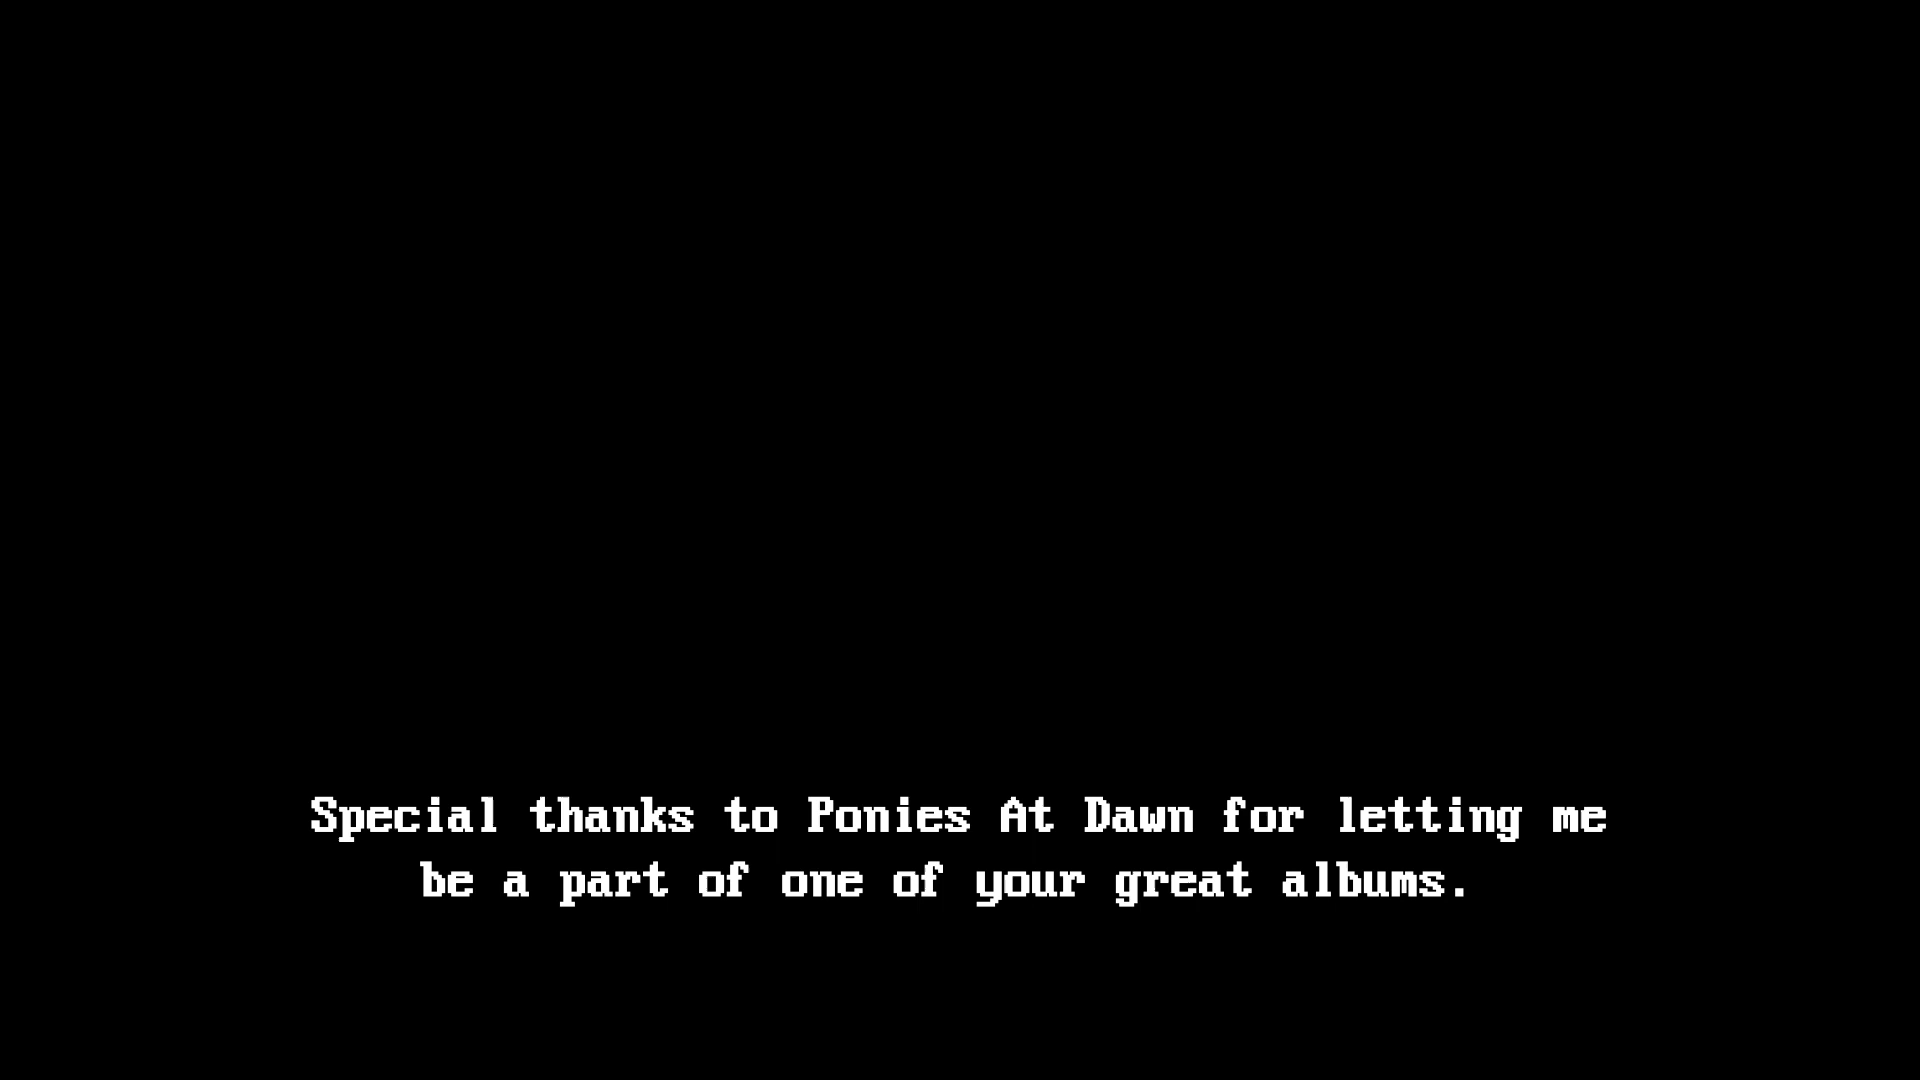 Special thanks to Ponies At Dawn for letting me
be a part of one of your great albums.